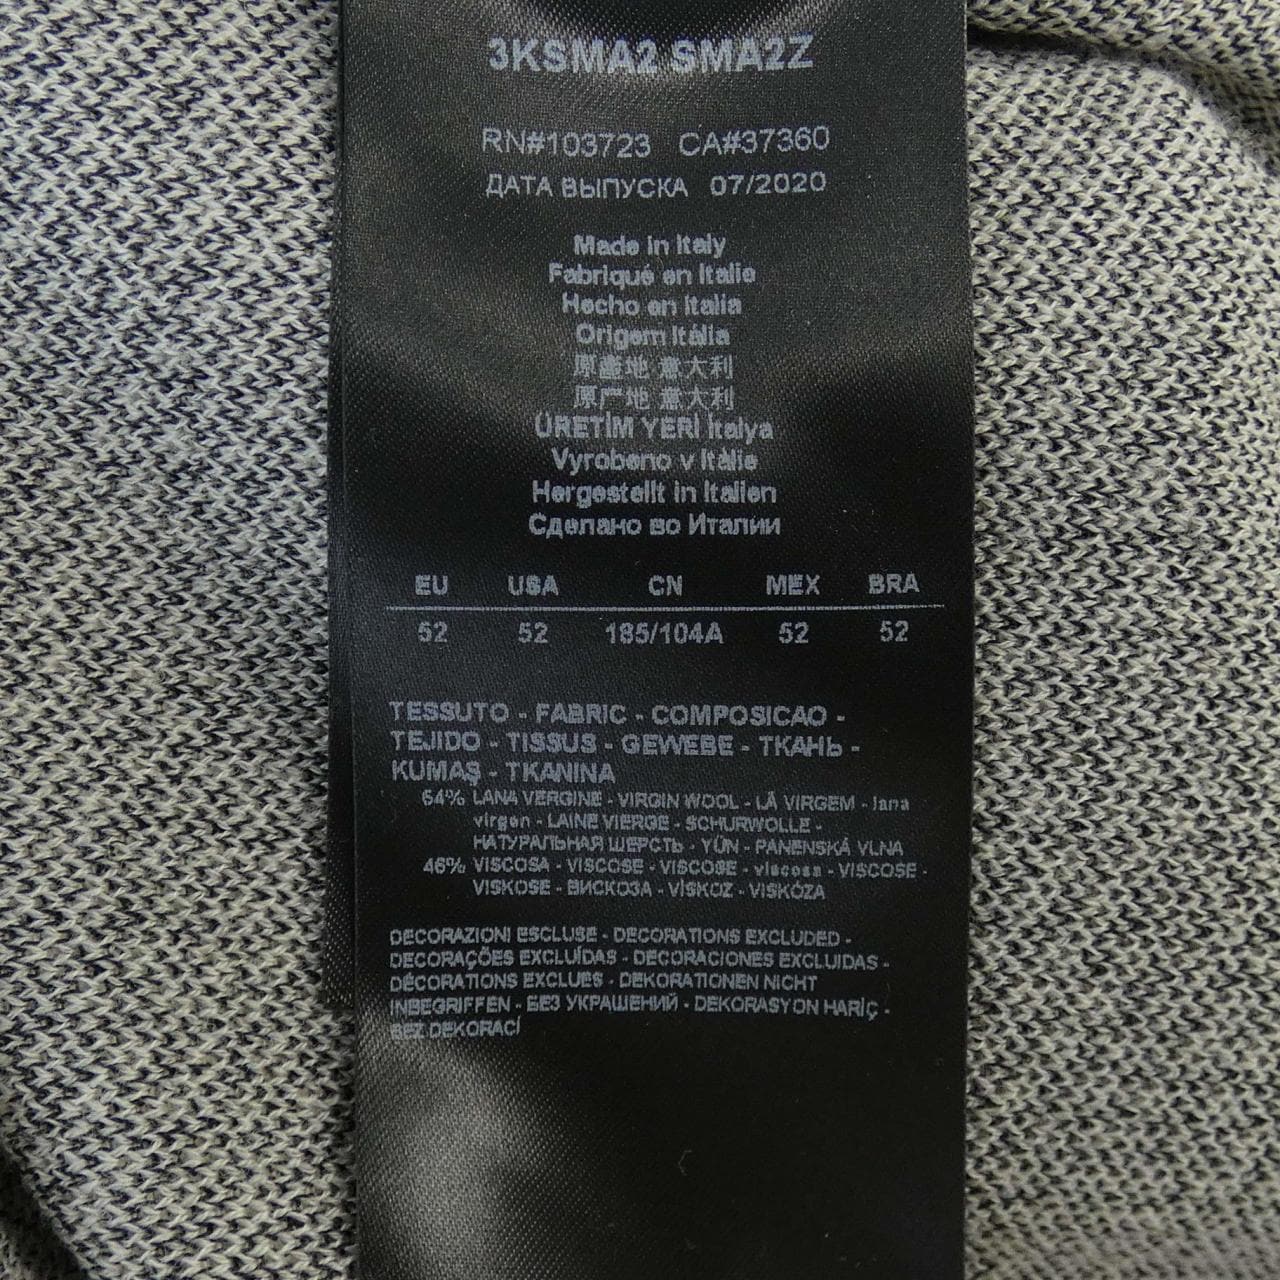 3KSMA2 SMA2Z
RN#103723 CA#37360
ДАТА ВЫПУСКА 07/2020
Made in Italy
Fabriqué en Italie
Hecho en Italia
Origem Itália
原產地 意大利
原产地 意大利
ÜRETİM YERİ İtalya
Vyrobeno v Itálie
Hergestellt in Italien
Сделано во Италии
EU USA CN MEX BRA
52 52 185/104A 52 52
TESSUTO - FABRIC - COMPOSICAO -
TEJIDO - TISSUS - GEWEBE - ТКАНЬ -
KUMAŞ - TKANINA
54% LANA VERGINE - VIRGIN WOOL - LÃ VIRGEM - lana
virgen - LAINE VIERGE - SCHURWOLLE -
НАТУРАЛЬНАЯ ШЕРСТЬ - YÜN - PANENSKÁ VLNA
46% VISCOSA - VISCOSE - VISCOSE - viscosa - VISCOSE -
VISKOSE - ВИСКОЗА - VİSKOZ - VISKÓZA
DECORAZIONI ESCLUSE - DECORATIONS EXCLUDED -
DECORAÇÕES EXCLUÍDAS - DECORACIONES EXCLUIDAS -
DÉCORATIONS EXCLUES - DEKORATIONEN NICHT
INBEGRIFFEN - БЕЗ УКРАШЕНИЙ - DEKORASYON HARİÇ -
BEZ DEKORACÍ